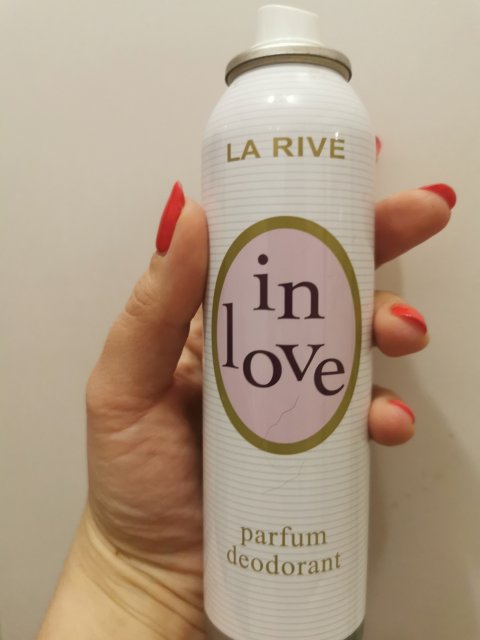 LA RIVE
in
love
parfum
deodorant